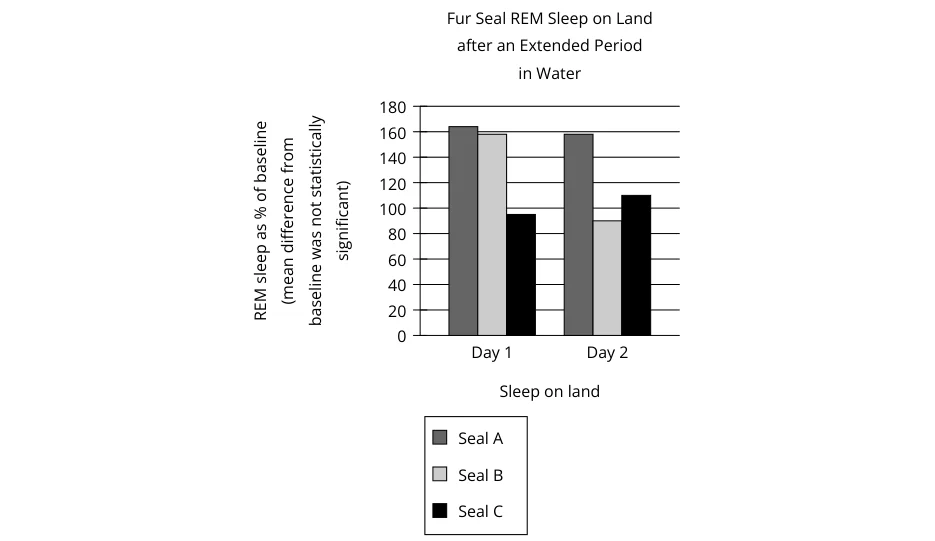 Fur Seal REM Sleep on Land
after an Extended Period
in Water
REM sleep as % of baseline
(mean difference from
baseline was not statistically
significant)
180
160
140
120
100
80
60
40
20
0
Day 1
Day 2
Sleep on land
Seal A
Seal B
Seal C